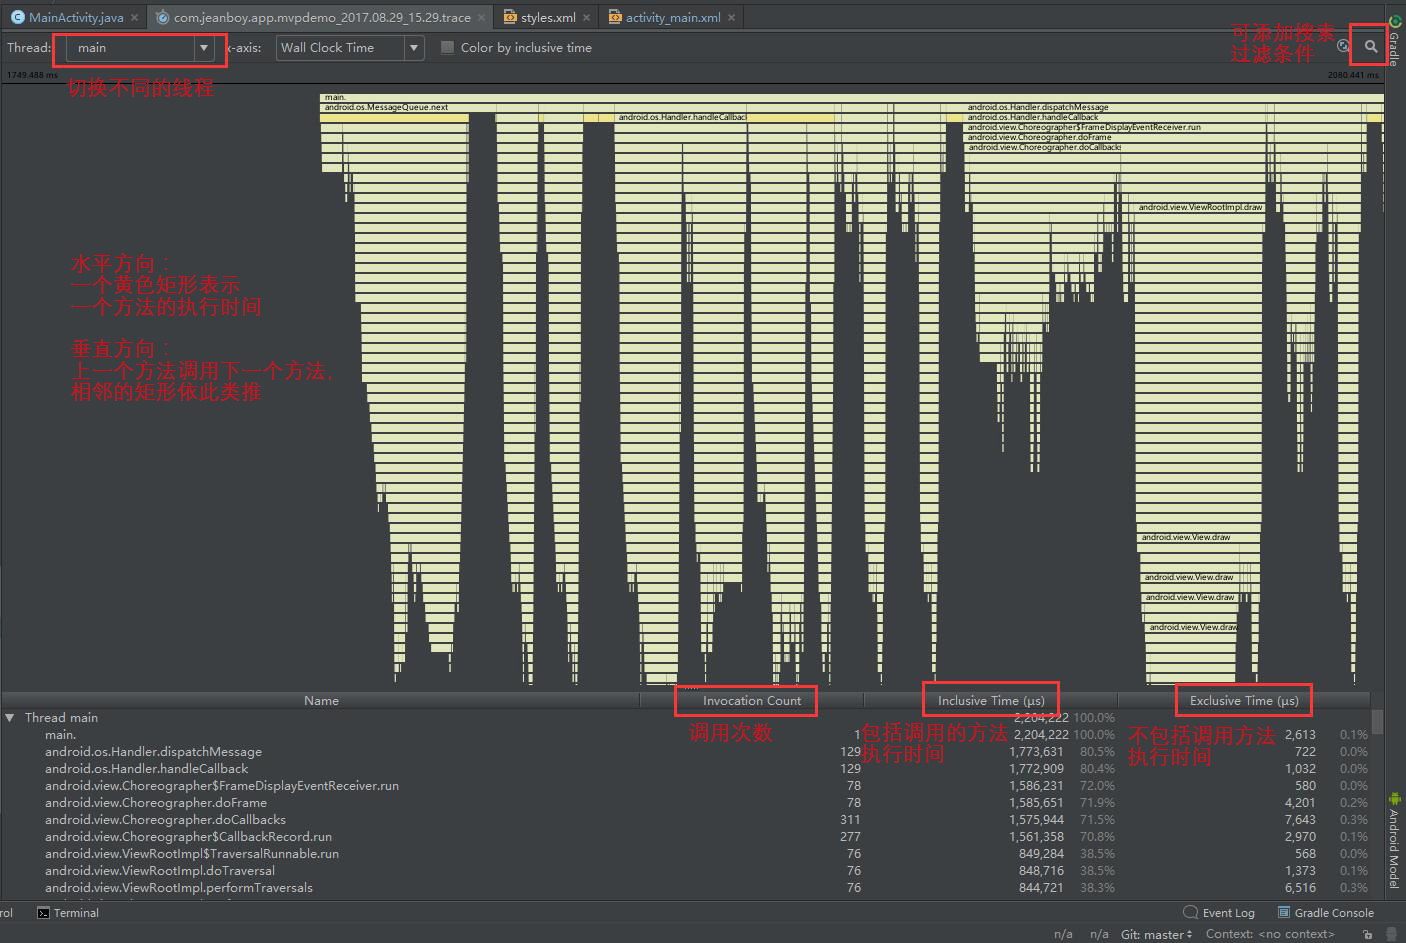 MainActivity.java
com.jeanboy.app.mvpdemo_2017.08.29_15.29.trace
styles.xml
activity_main.xml
Thread:
main
x-axis:
Wall Clock Time
Color by inclusive time
可添加搜素
过滤条件
Gradle
1749.488 ms
2080.441 ms
切换不同的线程
main.
android.os.MessageQueue.next
android.os.Handler.dispatchMessage
android.os.Handler.handleCallback
android.os.Handler.handleCallback
android.view.Choreographer$FrameDisplayEventReceiver.run
android.view.Choreographer.doFrame
android.view.Choreographer.doCallbacks
android.view.ViewRootImpl.draw
水平方向：
一个黄色矩形表示
一个方法的执行时间
垂直方向：
上一个方法调用下一个方法，
相邻的矩形依此类推
android.view.View.draw
android.view.View.draw
android.view.View.draw
android.view.View.draw
Name Invocation Count Inclusive Time (µs) Exclusive Time (µs)
Thread main 2,204,222 100.0%
main. 1 2,204,222 100.0% 2,613 0.1%
调用次数
包括调用的方法
执行时间
不包括调用方法
执行时间
android.os.Handler.dispatchMessage 129 1,773,631 80.5% 722 0.0%
android.os.Handler.handleCallback 129 1,772,909 80.4% 1,032 0.0%
android.view.Choreographer$FrameDisplayEventReceiver.run 78 1,586,231 72.0% 580 0.0%
android.view.Choreographer.doFrame 78 1,585,651 71.9% 4,201 0.2%
android.view.Choreographer.doCallbacks 311 1,575,944 71.5% 7,643 0.3%
android.view.Choreographer$CallbackRecord.run 277 1,561,358 70.8% 2,970 0.1%
android.view.ViewRootImpl$TraversalRunnable.run 76 849,284 38.5% 568 0.0%
android.view.ViewRootImpl.doTraversal 76 848,716 38.5% 1,373 0.1%
android.view.ViewRootImpl.performTraversals 76 844,721 38.3% 6,516 0.3%
Android Model
rol
Terminal
Event Log
Gradle Console
n/a
n/a
Git: master
Context: <no context>